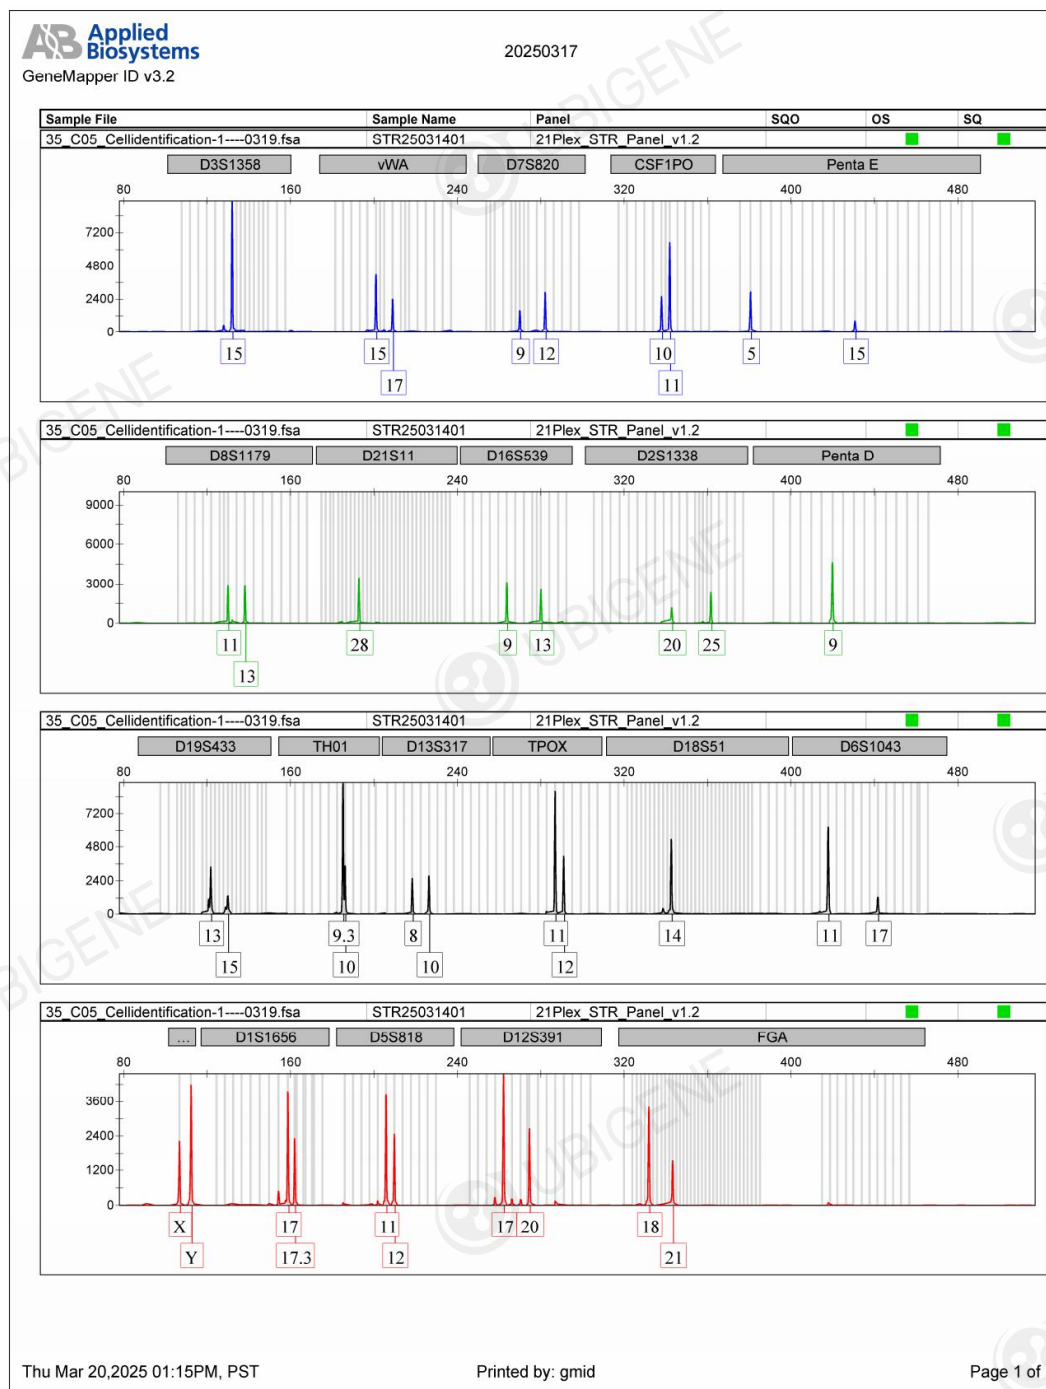 AB Applied
Biosystems
20250317
GeneMapper ID v3.2
Sample File Sample Name Panel SQO OS SQ
35_C05_Cellidentification-1----0319.fsa STR25031401 21Plex_STR_Panel_v1.2
D3S1358 vWA D7S820 CSF1PO Penta E
80 160 240 320 400 480
7200
4800
2400
0
15 15 9 12 10 5 15
17 11
35_C05_Cellidentification-1----0319.fsa STR25031401 21Plex_STR_Panel_v1.2
D8S1179 D21S11 D16S539 D2S1338 Penta D
80 160 240 320 400 480
9000
6000
3000
0
11 28 9 13 20 25 9
13
35_C05_Cellidentification-1----0319.fsa STR25031401 21Plex_STR_Panel_v1.2
D19S433 TH01 D13S317 TPOX D18S51 D6S1043
80 160 240 320 400 480
7200
4800
2400
0
13 9.3 8 11 14 11 17
15 10 10 12
35_C05_Cellidentification-1----0319.fsa STR25031401 21Plex_STR_Panel_v1.2
... D1S1656 D5S818 D12S391 FGA
80 160 240 320 400 480
3600
2400
1200
0
X 17 11 17 20 18
Y 17.3 12 21
Thu Mar 20,2025 01:15PM, PST Printed by: gmid Page 1 of
UBIGENE
UBIGENE
UBIGENE
UBIGENE
UBIGENE